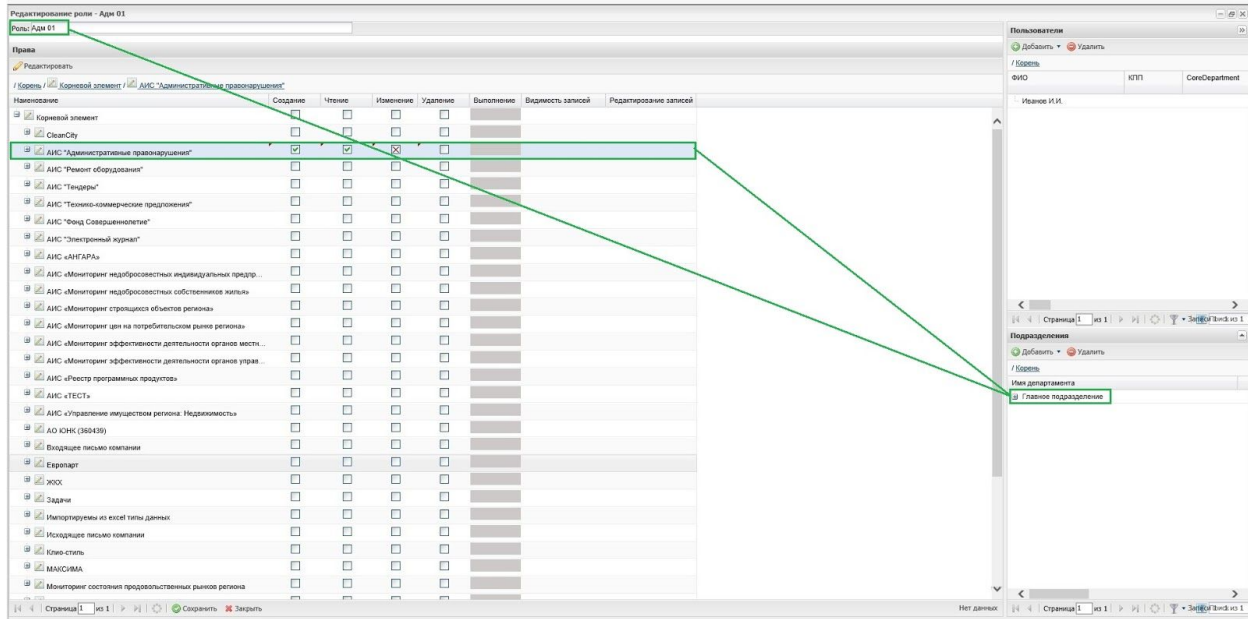 Редактирование роли - Адм 01
Роль: Адм 01
Права
Редактировать
/ Корень / Корневой элемент / АИС "Административные правонарушения"
Наименование Создание Чтение Изменение Удаление Выполнение Видимость записей Редактирование записей
Корневой элемент
CleanCity
АИС "Административные правонарушения"
АИС "Ремонт оборудования"
АИС "Тендеры"
АИС "Технико-коммерческие предложения"
АИС "Фонд Совершеннолетие"
АИС "Электронный журнал"
АИС «АНГАРА»
АИС «Мониторинг недобросовестных индивидуальных предпр...
АИС «Мониторинг недобросовестных собственников жилья»
АИС «Мониторинг строящихся объектов региона»
АИС «Мониторинг цен на потребительском рынке региона»
АИС «Мониторинг эффективности деятельности органов местн...
АИС «Мониторинг эффективности деятельности органов управ...
АИС «Реестр программных продуктов»
АИС «ТЕСТ»
АИС «Управление имуществом региона: Недвижимость»
АО ЮНК (360439)
Входящее письмо компании
Европарт
ЖКХ
Задачи
Импортируемы из excel типы данных
Исходящее письмо компании
Клио-стиль
МАКСИМА
Мониторинг состояния продовольственных рынков региона
Страница 1 из 1 Сохранить Закрыть Нет данных
Пользователи
Добавить Удалить
/ Корень
ФИО КПП CoreDepartment
Иванов И.И.
Страница 1 из 1
Подразделения
Добавить Удалить
/ Корень
Имя департамента
Главное подразделение
Страница 1 из 1